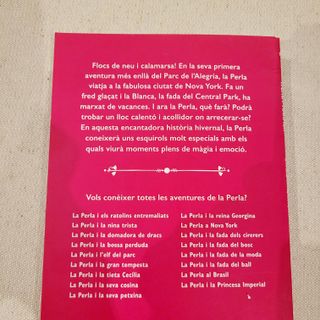 Flocs de neu i calamarsa! En la seva primera
aventura més enllà del Parc de l'Alegria, la Perla
viatja a la fabulosa ciutat de Nova York. Fa un
fred glaçat i la Blanca, la fada del Central Park, ha
marxat de vacances. I ara la Perla, què farà? Podrà
trobar un lloc calentó i acollidor on arrecerar-se?
En aquesta encantadora història hivernal, la Perla
coneixerà uns esquirols molt especials amb els
quals viurà moments plens de màgia i emoció.
Vols conèixer totes les aventures de la Perla?
La Perla i els ratolins entremaliats
La Perla i la nina trista
La Perla i la domadora de dracs
La Perla i la bossa perduda
La Perla i l'elf del parc
La Perla i la gran tempesta
La Perla i la tieta Cecília
La Perla i la seva cosina
La Perla i la seva petxina
La Perla i la reina Georgina
La Perla a Nova York
La Perla i la fada dels cirerers
La Perla i la fada del bosc
La Perla i la fada de la moda
La Perla i la fada del ball
La Perla al Brasil
La Perla i la Princesa Imperial